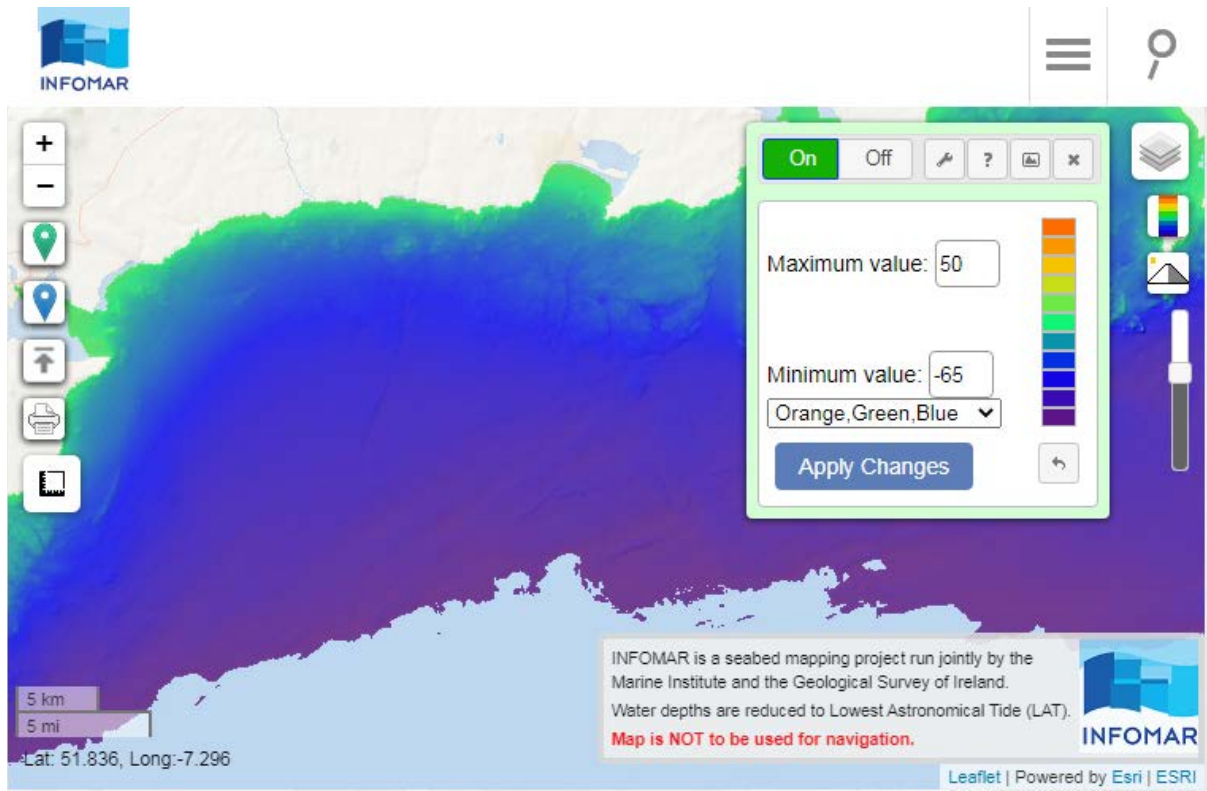 INFOMAR
+
−
On Off ?
Maximum value: 50
Minimum value: -65
Orange,Green,Blue
Apply Changes
INFOMAR is a seabed mapping project run jointly by the
Marine Institute and the Geological Survey of Ireland.
Water depths are reduced to Lowest Astronomical Tide (LAT).
Map is NOT to be used for navigation.
INFOMAR
5 km
5 mi
Lat: 51.836, Long:-7.296
Leaflet | Powered by Esri | ESRI